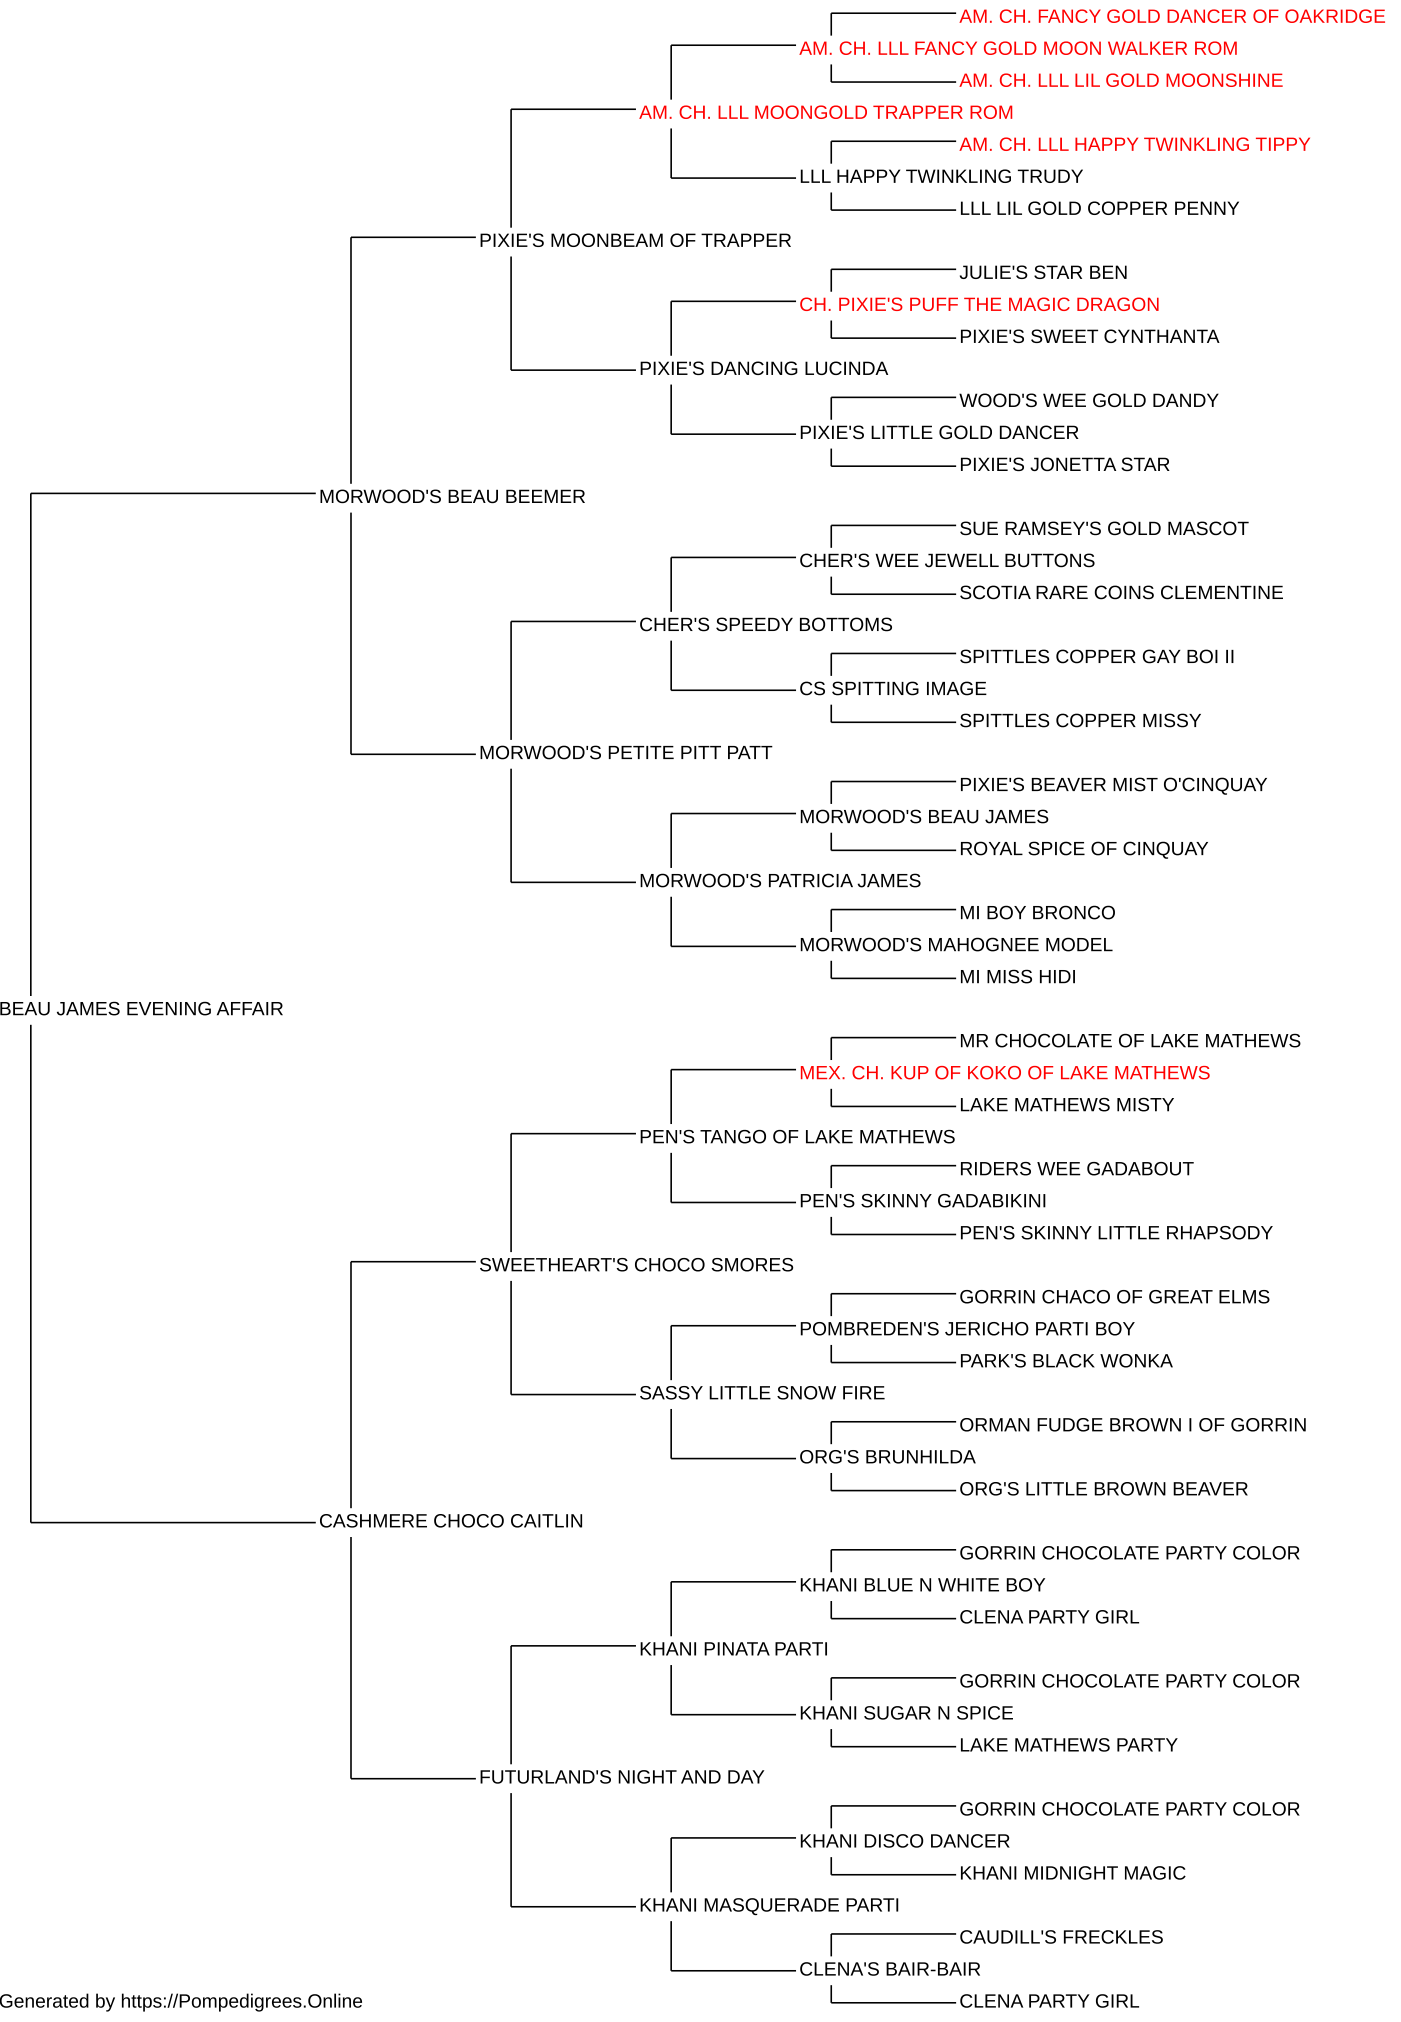 AM. CH. FANCY GOLD DANCER OF OAKRIDGE
AM. CH. LLL FANCY GOLD MOON WALKER ROM
AM. CH. LLL LIL GOLD MOONSHINE
AM. CH. LLL MOONGOLD TRAPPER ROM
AM. CH. LLL HAPPY TWINKLING TIPPY
LLL HAPPY TWINKLING TRUDY
LLL LIL GOLD COPPER PENNY
PIXIE'S MOONBEAM OF TRAPPER
JULIE'S STAR BEN
CH. PIXIE'S PUFF THE MAGIC DRAGON
PIXIE'S SWEET CYNTHANTA
PIXIE'S DANCING LUCINDA
WOOD'S WEE GOLD DANDY
PIXIE'S LITTLE GOLD DANCER
PIXIE'S JONETTA STAR
MORWOOD'S BEAU BEEMER
SUE RAMSEY'S GOLD MASCOT
CHER'S WEE JEWELL BUTTONS
SCOTIA RARE COINS CLEMENTINE
CHER'S SPEEDY BOTTOMS
SPITTLES COPPER GAY BOI II
CS SPITTING IMAGE
SPITTLES COPPER MISSY
MORWOOD'S PETITE PITT PATT
PIXIE'S BEAVER MIST O'CINQUAY
MORWOOD'S BEAU JAMES
ROYAL SPICE OF CINQUAY
MORWOOD'S PATRICIA JAMES
MI BOY BRONCO
MORWOOD'S MAHOGNEE MODEL
MI MISS HIDI
BEAU JAMES EVENING AFFAIR
MR CHOCOLATE OF LAKE MATHEWS
MEX. CH. KUP OF KOKO OF LAKE MATHEWS
LAKE MATHEWS MISTY
PEN'S TANGO OF LAKE MATHEWS
RIDERS WEE GADABOUT
PEN'S SKINNY GADABIKINI
PEN'S SKINNY LITTLE RHAPSODY
SWEETHEART'S CHOCO SMORES
GORRIN CHACO OF GREAT ELMS
POMBREDEN'S JERICHO PARTI BOY
PARK'S BLACK WONKA
SASSY LITTLE SNOW FIRE
ORMAN FUDGE BROWN I OF GORRIN
ORG'S BRUNHILDA
ORG'S LITTLE BROWN BEAVER
CASHMERE CHOCO CAITLIN
GORRIN CHOCOLATE PARTY COLOR
KHANI BLUE N WHITE BOY
CLENA PARTY GIRL
KHANI PINATA PARTI
GORRIN CHOCOLATE PARTY COLOR
KHANI SUGAR N SPICE
LAKE MATHEWS PARTY
FUTURLAND'S NIGHT AND DAY
GORRIN CHOCOLATE PARTY COLOR
KHANI DISCO DANCER
KHANI MIDNIGHT MAGIC
KHANI MASQUERADE PARTI
CAUDILL'S FRECKLES
CLENA'S BAIR-BAIR
CLENA PARTY GIRL
Generated by https://Pompedigrees.Online